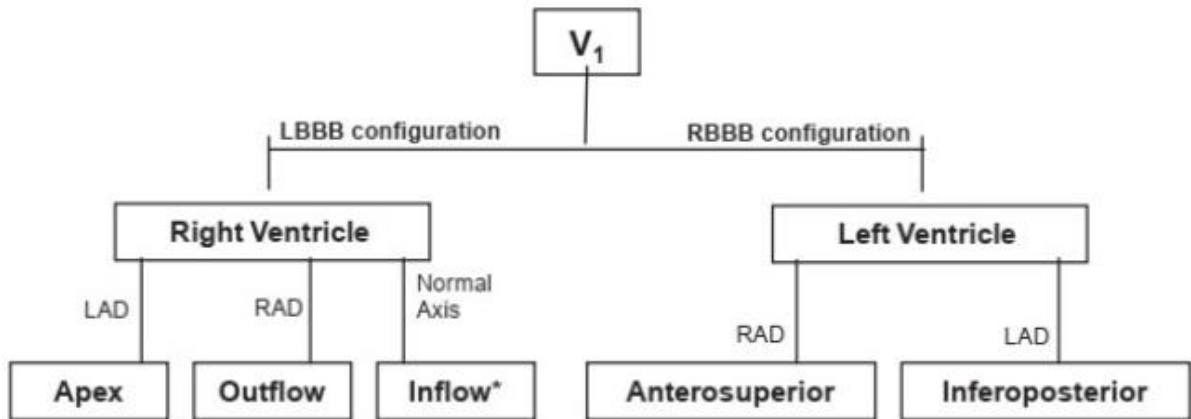 V₁
LBBB configuration
RBBB configuration
Right Ventricle
Left Ventricle
LAD
RAD
Normal
Axis
RAD
LAD
Apex
Outflow
Inflow*
Anterosuperior
Inferoposterior